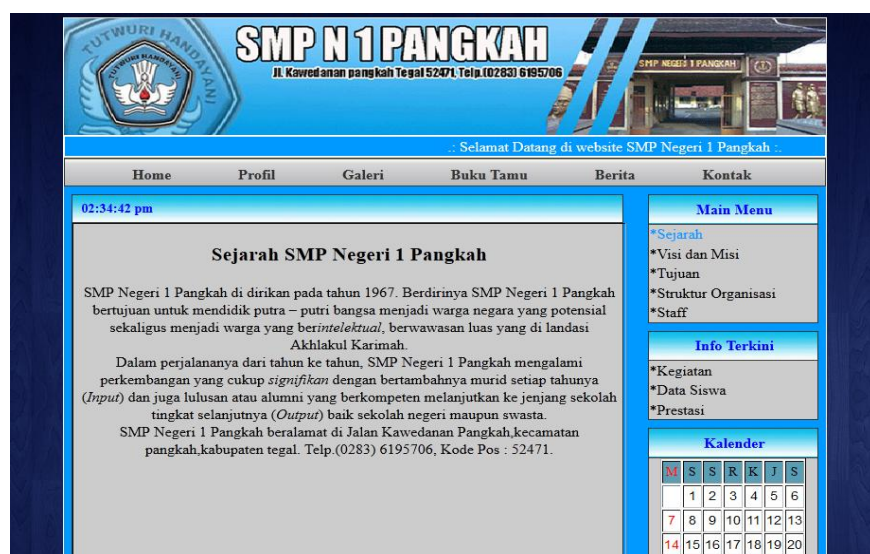 TUTWURI HANDAYANI
TUT WURI HANDAYANI
SMP N 1 PANGKAH
Jl. Kawedanan pangkah Tegal 52471, Telp.(0283) 6195706
SMP NEGERI 1 PANGKAH
.: Selamat Datang di website SMP Negeri 1 Pangkah :.
Home Profil Galeri Buku Tamu Berita Kontak
02:34:42 pm
Sejarah SMP Negeri 1 Pangkah
SMP Negeri 1 Pangkah di dirikan pada tahun 1967. Berdirinya SMP Negeri 1 Pangkah
bertujuan untuk mendidik putra – putri bangsa menjadi warga negara yang potensial
sekaligus menjadi warga yang berintelektual, berwawasan luas yang di landasi
Akhlakul Karimah.
Dalam perjalananya dari tahun ke tahun, SMP Negeri 1 Pangkah mengalami
perkembangan yang cukup signifikan dengan bertambahnya murid setiap tahunya
(Input) dan juga lulusan atau alumni yang berkompeten melanjutkan ke jenjang sekolah
tingkat selanjutnya (Output) baik sekolah negeri maupun swasta.
SMP Negeri 1 Pangkah beralamat di Jalan Kawedanan Pangkah,kecamatan
pangkah,kabupaten tegal. Telp.(0283) 6195706, Kode Pos : 52471.
Main Menu
*Sejarah
*Visi dan Misi
*Tujuan
*Struktur Organisasi
*Staff
Info Terkini
*Kegiatan
*Data Siswa
*Prestasi
Kalender
M S S R K J S
1 2 3 4 5 6
7 8 9 10 11 12 13
14 15 16 17 18 19 20